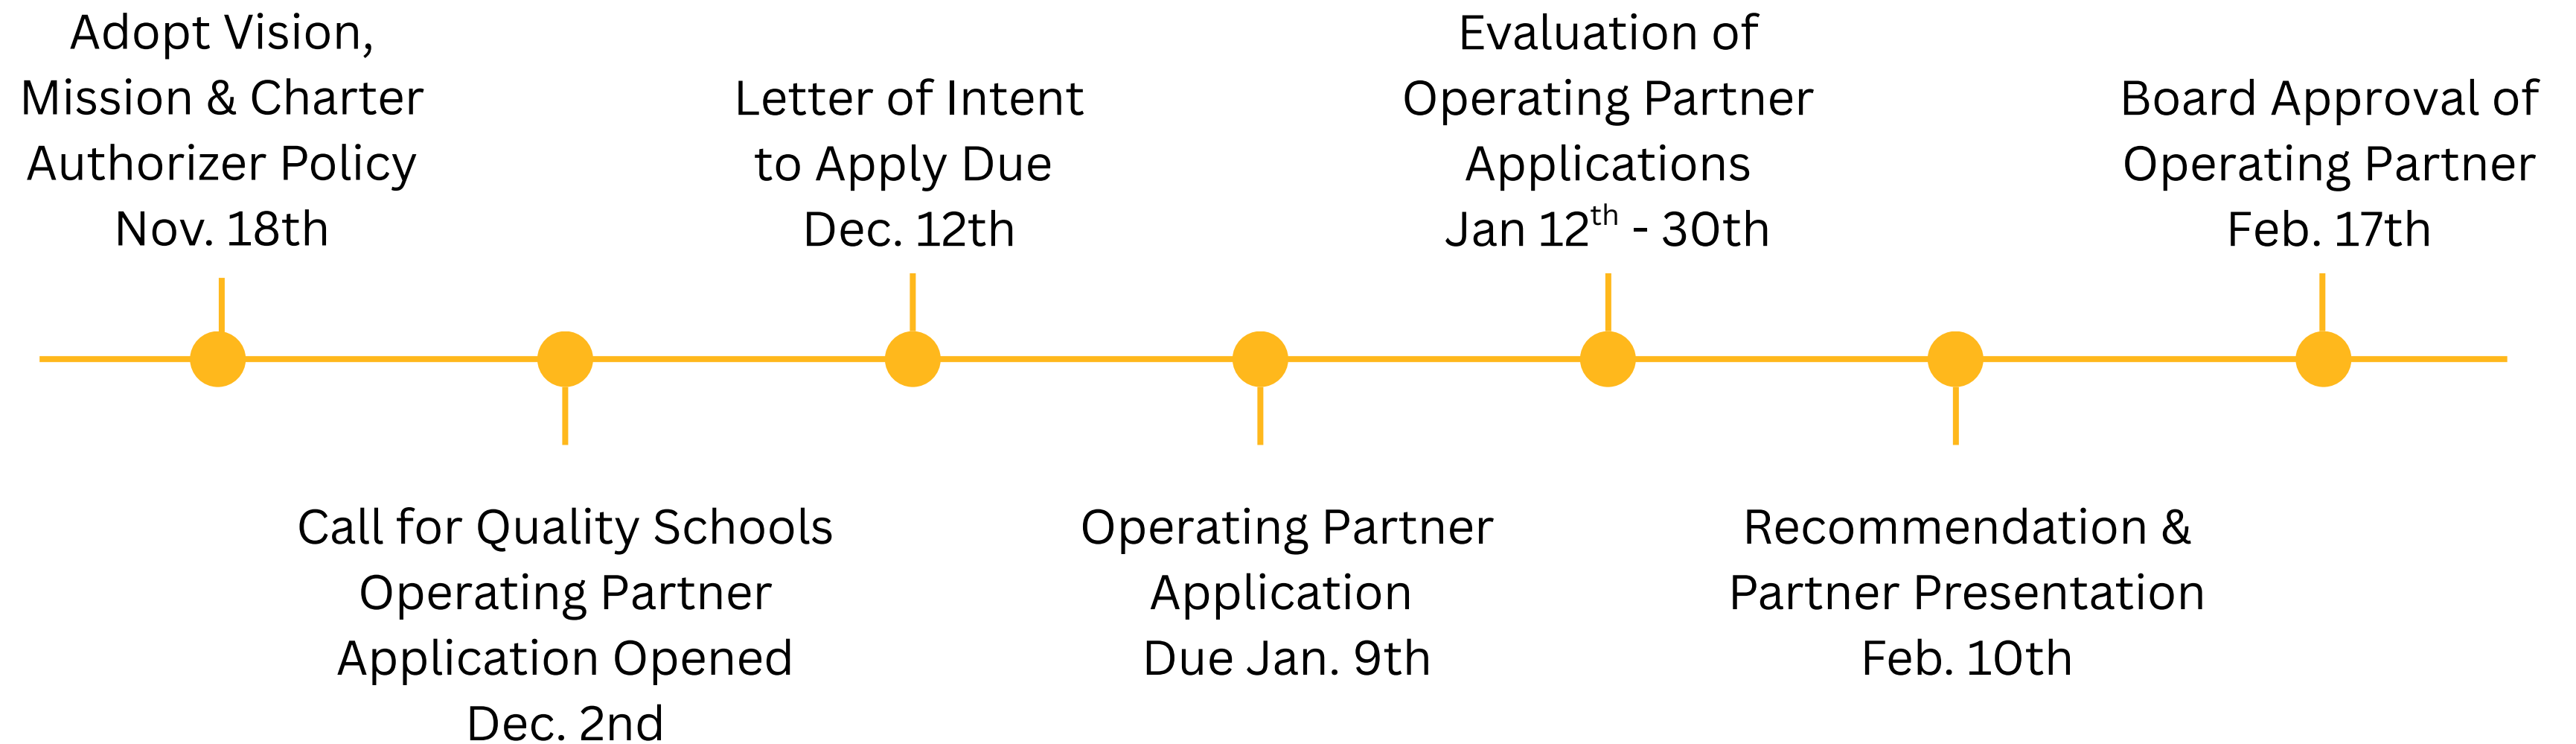 Adopt Vision,
Mission & Charter
Authorizer Policy
Nov. 18th
Call for Quality Schools
Operating Partner
Application Opened
Dec. 2nd
Letter of Intent
to Apply Due
Dec. 12th
Operating Partner
Application
Due Jan. 9th
Evaluation of
Operating Partner
Applications
Jan 12th - 30th
Recommendation &
Partner Presentation
Feb. 10th
Board Approval of
Operating Partner
Feb. 17th